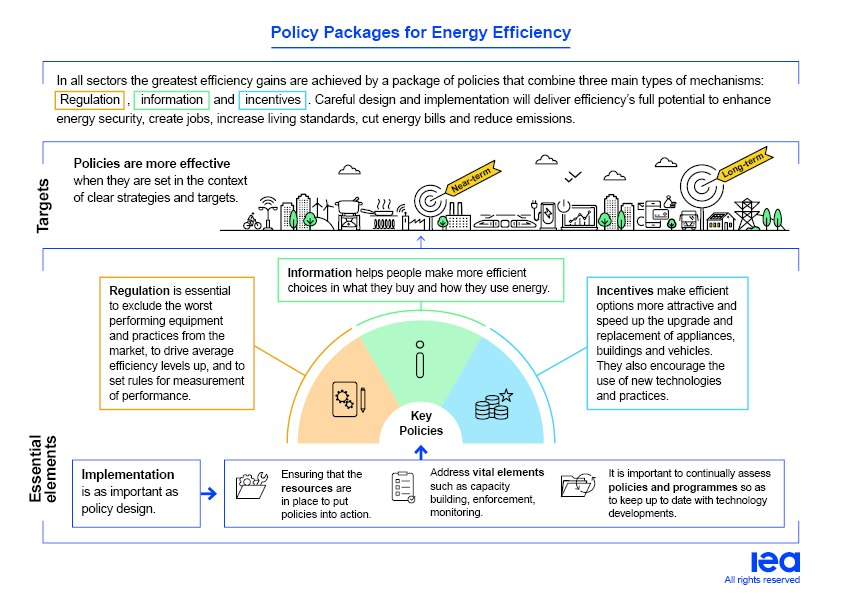 Policy Packages for Energy Efficiency
In all sectors the greatest efficiency gains are achieved by a package of policies that combine three main types of mechanisms:
Regulation , information and incentives . Careful design and implementation will deliver efficiency's full potential to enhance
energy security, create jobs, increase living standards, cut energy bills and reduce emissions.
Targets
Policies are more effective
when they are set in the context
of clear strategies and targets.
Near-term
Long-term
Information helps people make more efficient
choices in what they buy and how they use energy.
Regulation is essential
to exclude the worst
performing equipment
and practices from the
market, to drive average
efficiency levels up, and to
set rules for measurement
of performance.
Incentives make efficient
options more attractive and
speed up the upgrade and
replacement of appliances,
buildings and vehicles.
They also encourage the
use of new technologies
and practices.
Key
Policies
Essential
elements
Implementation
is as important as
policy design.
Ensuring that the
resources are
in place to put
policies into action.
Address vital elements
such as capacity
building, enforcement,
monitoring.
It is important to continually assess
policies and programmes so as
to keep up to date with technology
developments.
iea
All rights reserved